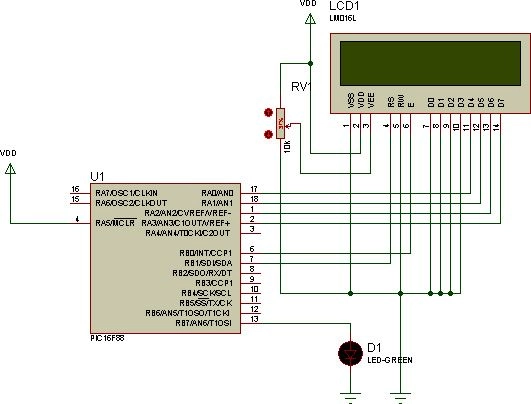 VDD
LCD1
LM016L
RV1
10k
VSS
VDD
VEE
RS
RW
E
D0
D1
D2
D3
D4
D5
D6
D7
1
2
3
4
5
6
7
8
9
10
11
12
13
14
VDD
U1
16
RA7/OSC1/CLKIN
RA0/AN0
17
15
RA6/OSC2/CLKOUT
RA1/AN1
18
RA2/AN2/CVREF/VREF-
1
4
RA5/MCLR
RA3/AN3/C1OUT/VREF+
2
RA4/AN4/T0CKI/C2OUT
3
RB0/INT/CCP1
6
RB1/SDI/SDA
7
RB2/SDO/RX/DT
8
RB3/CCP1
9
RB4/SCK/SCL
10
RB5/SS/TX/CK
11
RB6/AN5/T1OSO/T1CKI
12
RB7/AN6/T1OSI
13
PIC16F88
D1
LED-GREEN